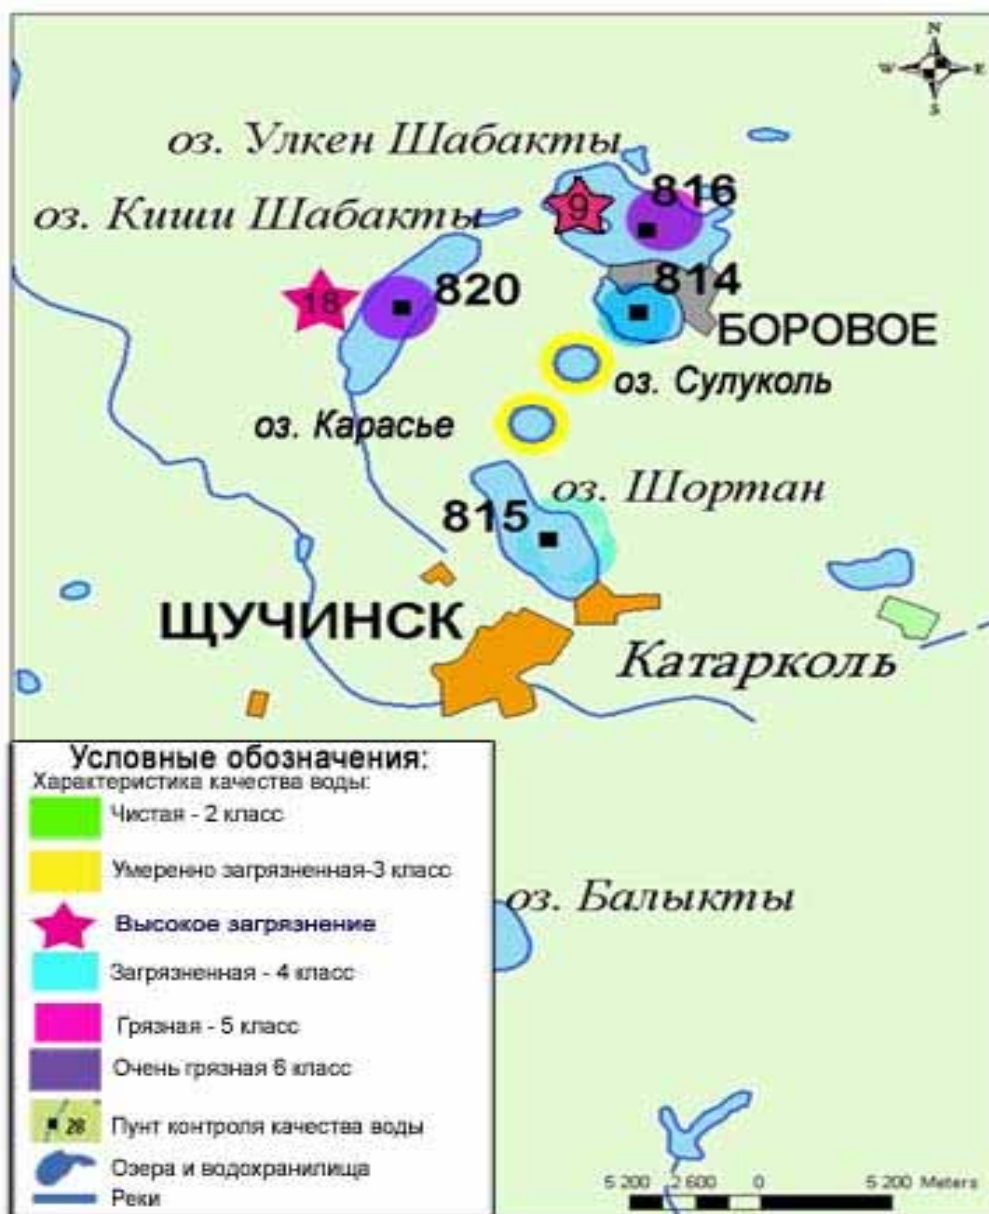 N
W E
S
оз. Улкен Шабакты
816
9
оз. Киши Шабакты
814
18
820
БОРОВОЕ
оз. Сулуколь
оз. Карасье
оз. Шортан
815
ЩУЧИНСК
Катарколь
Условные обозначения:
Характеристика качества воды:
Чистая - 2 класс
Умеренно загрязненная-3 класс
оз. Балыкты
Высокое загрязнение
Загрязненная - 4 класс
Грязная - 5 класс
Очень грязная 6 класс
28 Пунт контроля качества воды
Озера и водохранилища
Реки
5 200 2 600 0 5 200 Meters